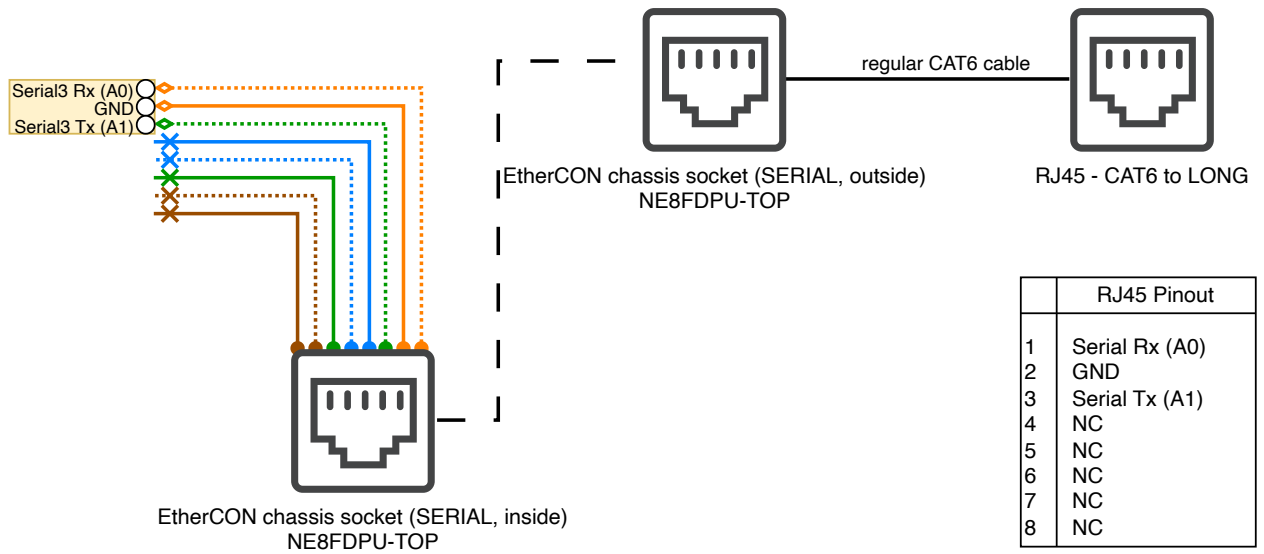 regular CAT6 cable
Serial3 Rx (A0)
GND
Serial3 Tx (A1)
EtherCON chassis socket (SERIAL, outside)
NE8FDPU-TOP
RJ45 - CAT6 to LONG
RJ45 Pinout
1 Serial Rx (A0)
2 GND
3 Serial Tx (A1)
4 NC
5 NC
6 NC
7 NC
8 NC
EtherCON chassis socket (SERIAL, inside)
NE8FDPU-TOP